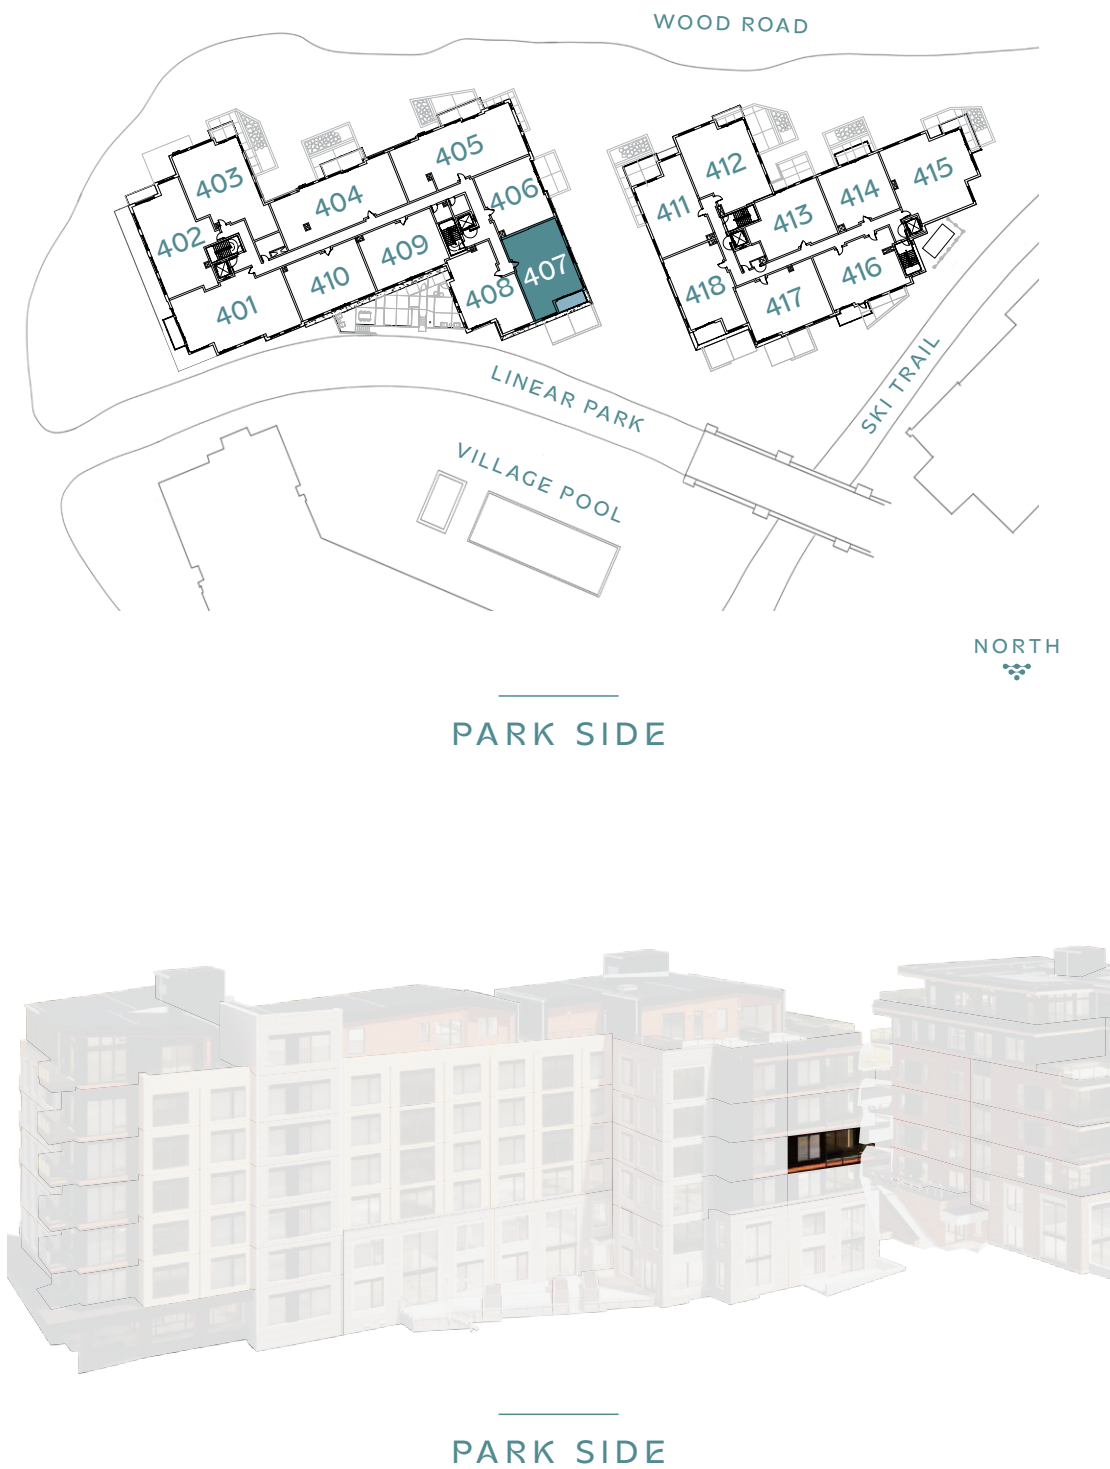 WOOD ROAD
405
412
415
403
414
404
406
411
413
402
409
407
416
410
408
418
417
401
SKI TRAIL
LINEAR PARK
VILLAGE POOL
NORTH
PARK SIDE
PARK SIDE